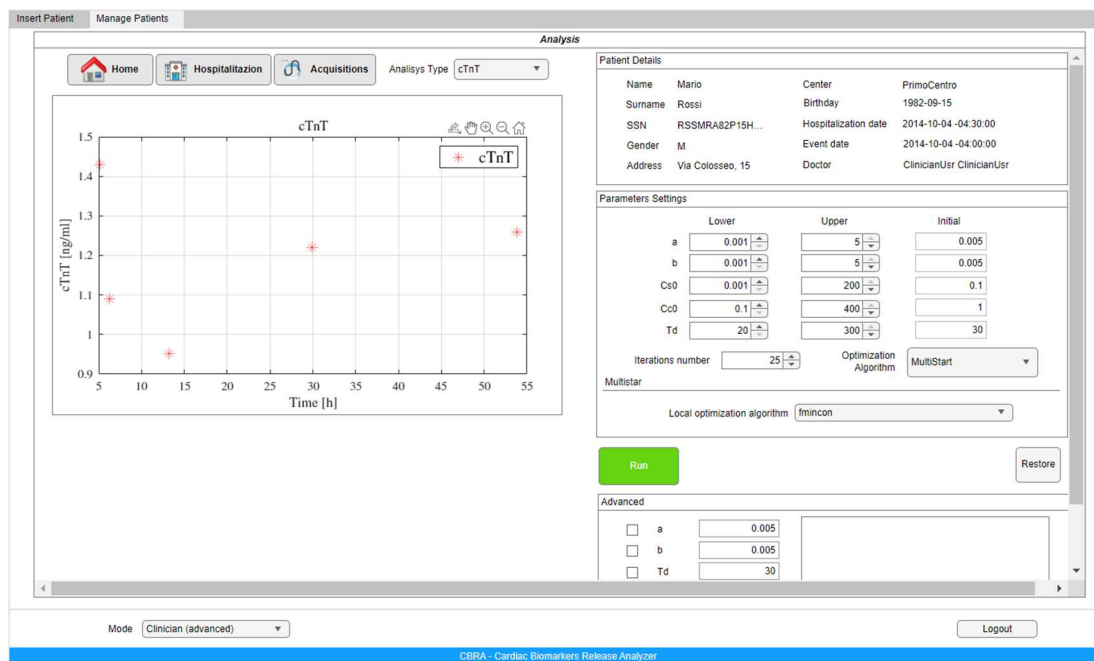 Insert Patient Manage Patients
Analysis
Home Hospitalitazion Acquisitions Analisys Type cTnT
cTnT
cTnT
1.5
1.4
1.3
1.2
1.1
1
0.9
cTnT [ng/ml]
5 10 15 20 25 30 35 40 45 50 55
Time [h]
Patient Details
Name Mario Center PrimoCentro
Surname Rossi Birthday 1982-09-15
SSN RSSMRA82P15H... Hospitalization date 2014-10-04 -04:30:00
Gender M Event date 2014-10-04 -04:00:00
Address Via Colosseo, 15 Doctor ClinicianUsr ClinicianUsr
Parameters Settings
Lower Upper Initial
a 0.001 5 0.005
b 0.001 5 0.005
Cs0 0.001 200 0.1
Cc0 0.1 400 1
Td 20 300 30
Iterations number 25 Optimization Algorithm MultiStart
Multistar
Local optimization algorithm fmincon
Run Restore
Advanced
a 0.005
b 0.005
Td 30
Mode Clinician (advanced) Logout
CBRA - Cardiac Biomarkers Release Analyzer